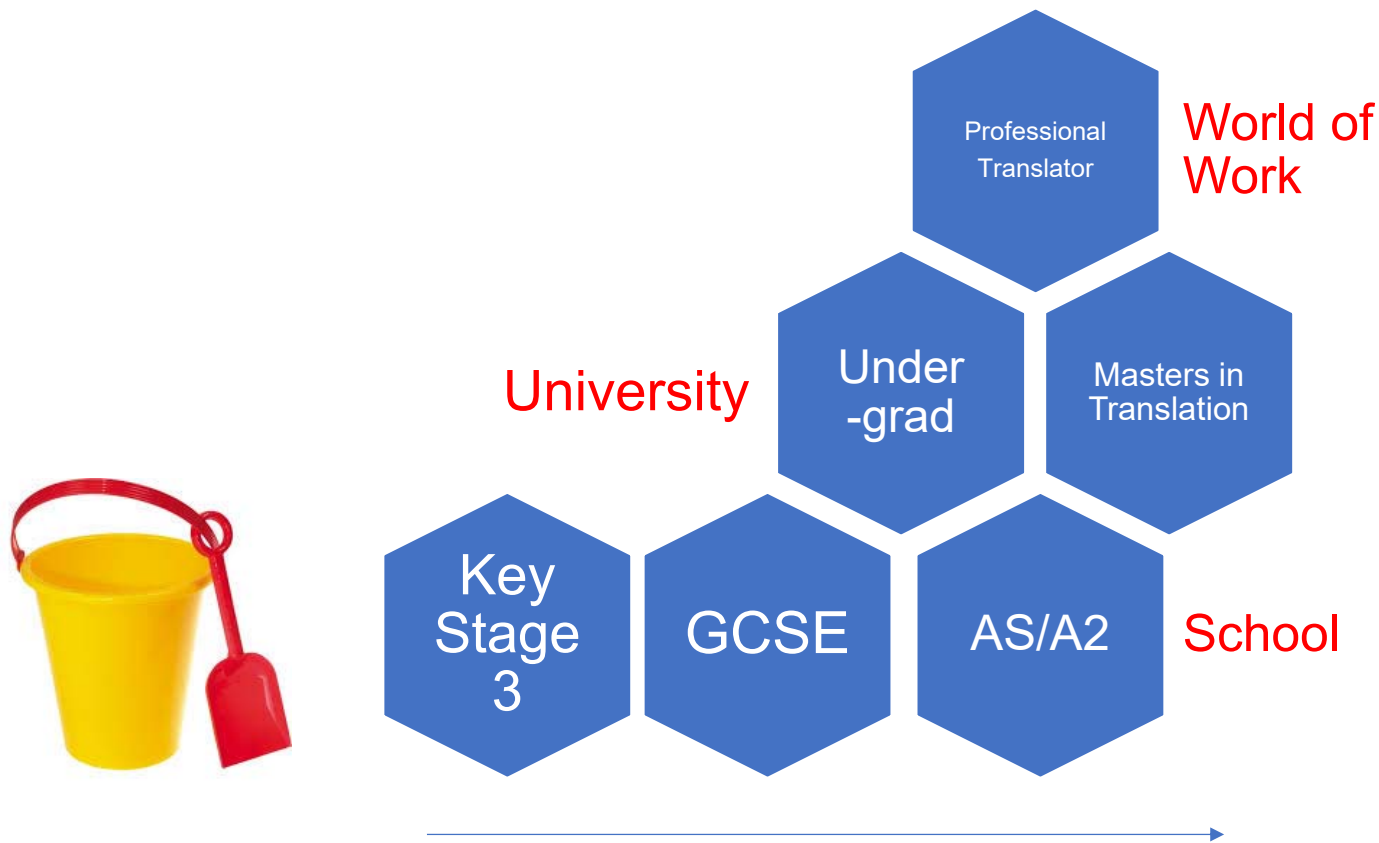 Professional
Translator
World of
Work
University
Under
-grad
Masters in
Translation
Key
Stage
3
GCSE
AS/A2
School